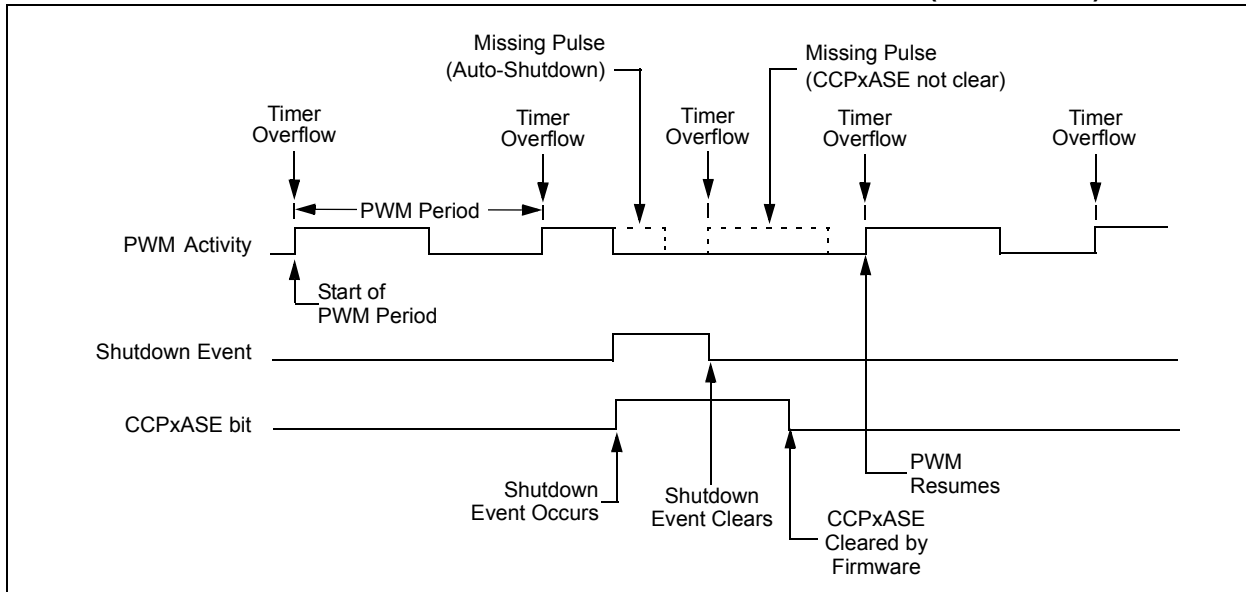 Missing Pulse
(Auto-Shutdown)
Missing Pulse
(CCPxASE not clear)
Timer
Overflow
Timer
Overflow
Timer
Overflow
Timer
Overflow
Timer
Overflow
PWM Period
PWM Activity
Start of
PWM Period
Shutdown Event
CCPxASE bit
Shutdown
Event Occurs
Shutdown
Event Clears
CCPxASE
Cleared by
Firmware
PWM
Resumes